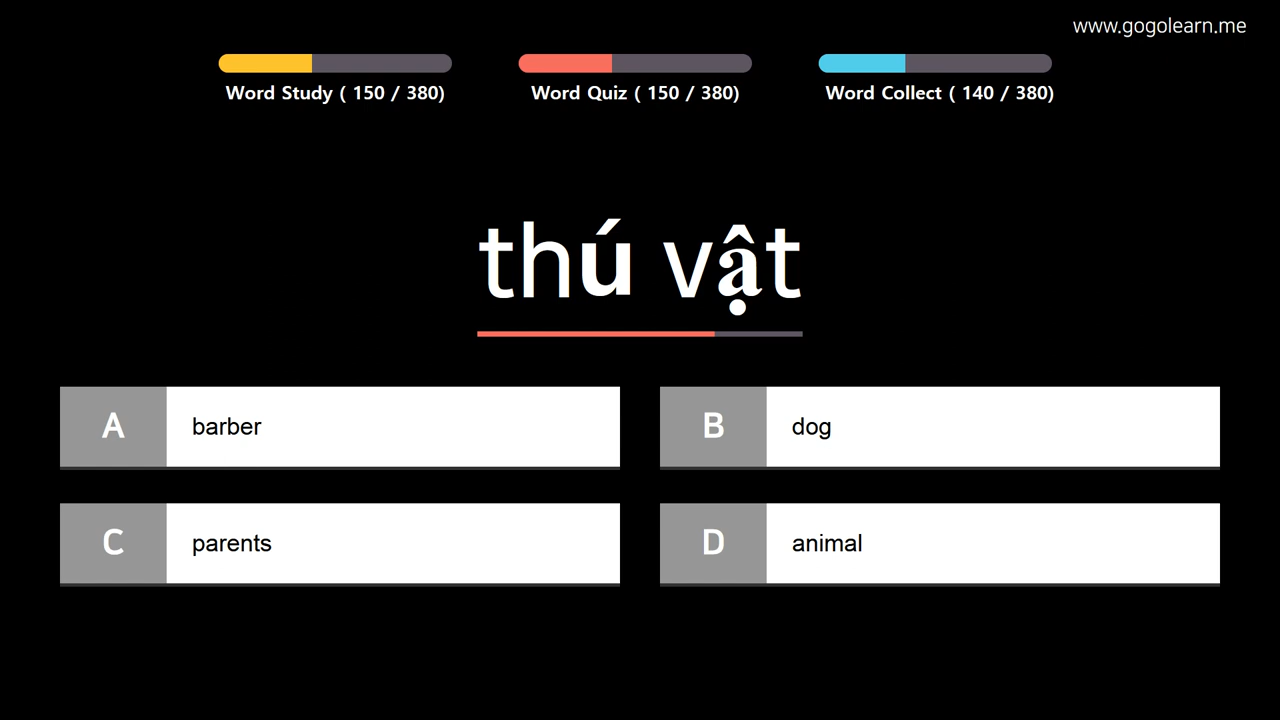 www.gogolearn.me
Word Study ( 150 / 380)
Word Quiz ( 150 / 380)
Word Collect ( 140 / 380)
thú vật
A barber
B dog
C parents
D animal